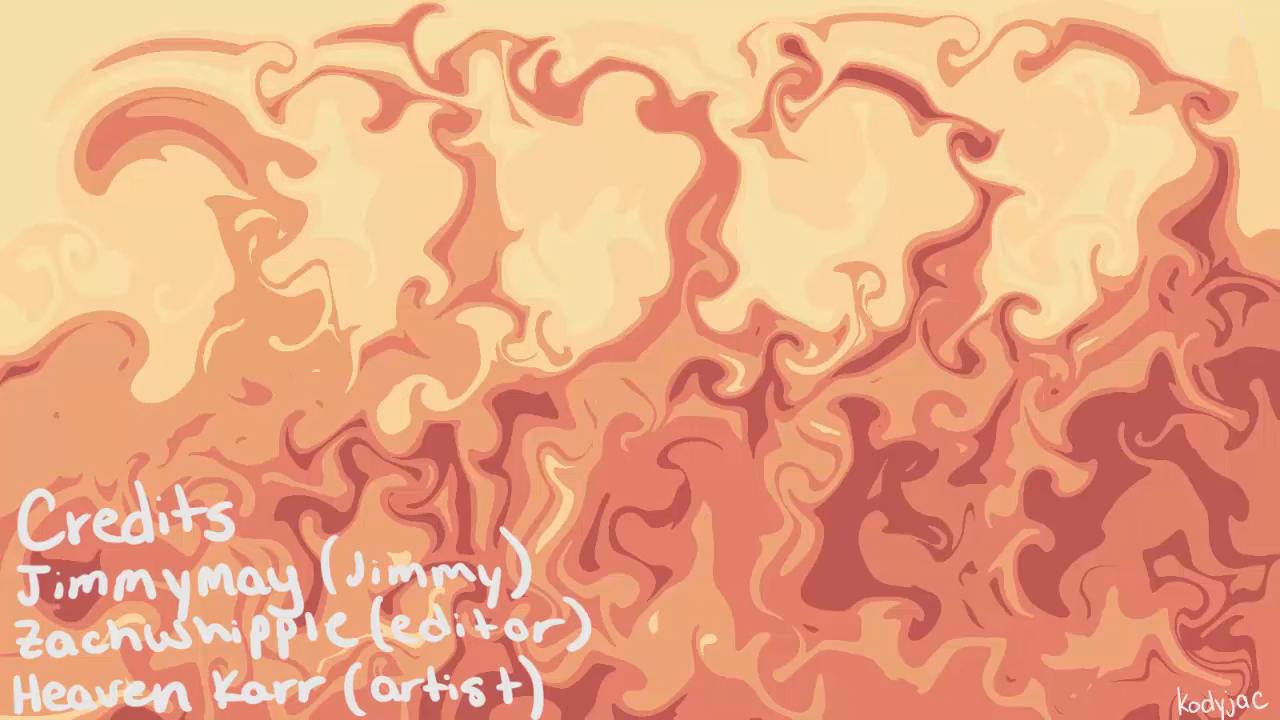 Credits
JimmyMay (Jimmy)
Zachwhipple (editor)
Heaven Karr (artist)
kodyjac